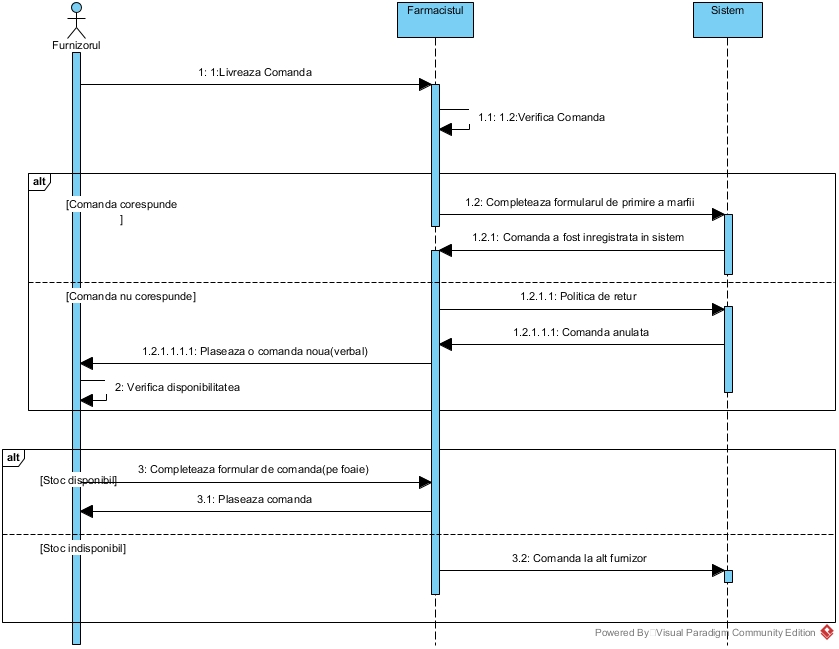 Furnizorul
Farmacistul
Sistem
1: 1:Livreaza Comanda
1.1: 1.2:Verifica Comanda
alt
[Comanda corespunde
]
1.2: Completeaza formularul de primire a marfii
1.2.1: Comanda a fost inregistrata in sistem
[Comanda nu corespunde]
1.2.1.1: Politica de retur
1.2.1.1.1: Comanda anulata
1.2.1.1.1.1: Plaseaza o comanda noua(verbal)
2: Verifica disponibilitatea
alt
3: Completeaza formular de comanda(pe foaie)
[Stoc disponibil]
3.1: Plaseaza comanda
[Stoc indisponibil]
3.2: Comanda la alt furnizor
Powered By Visual Paradigm Community Edition